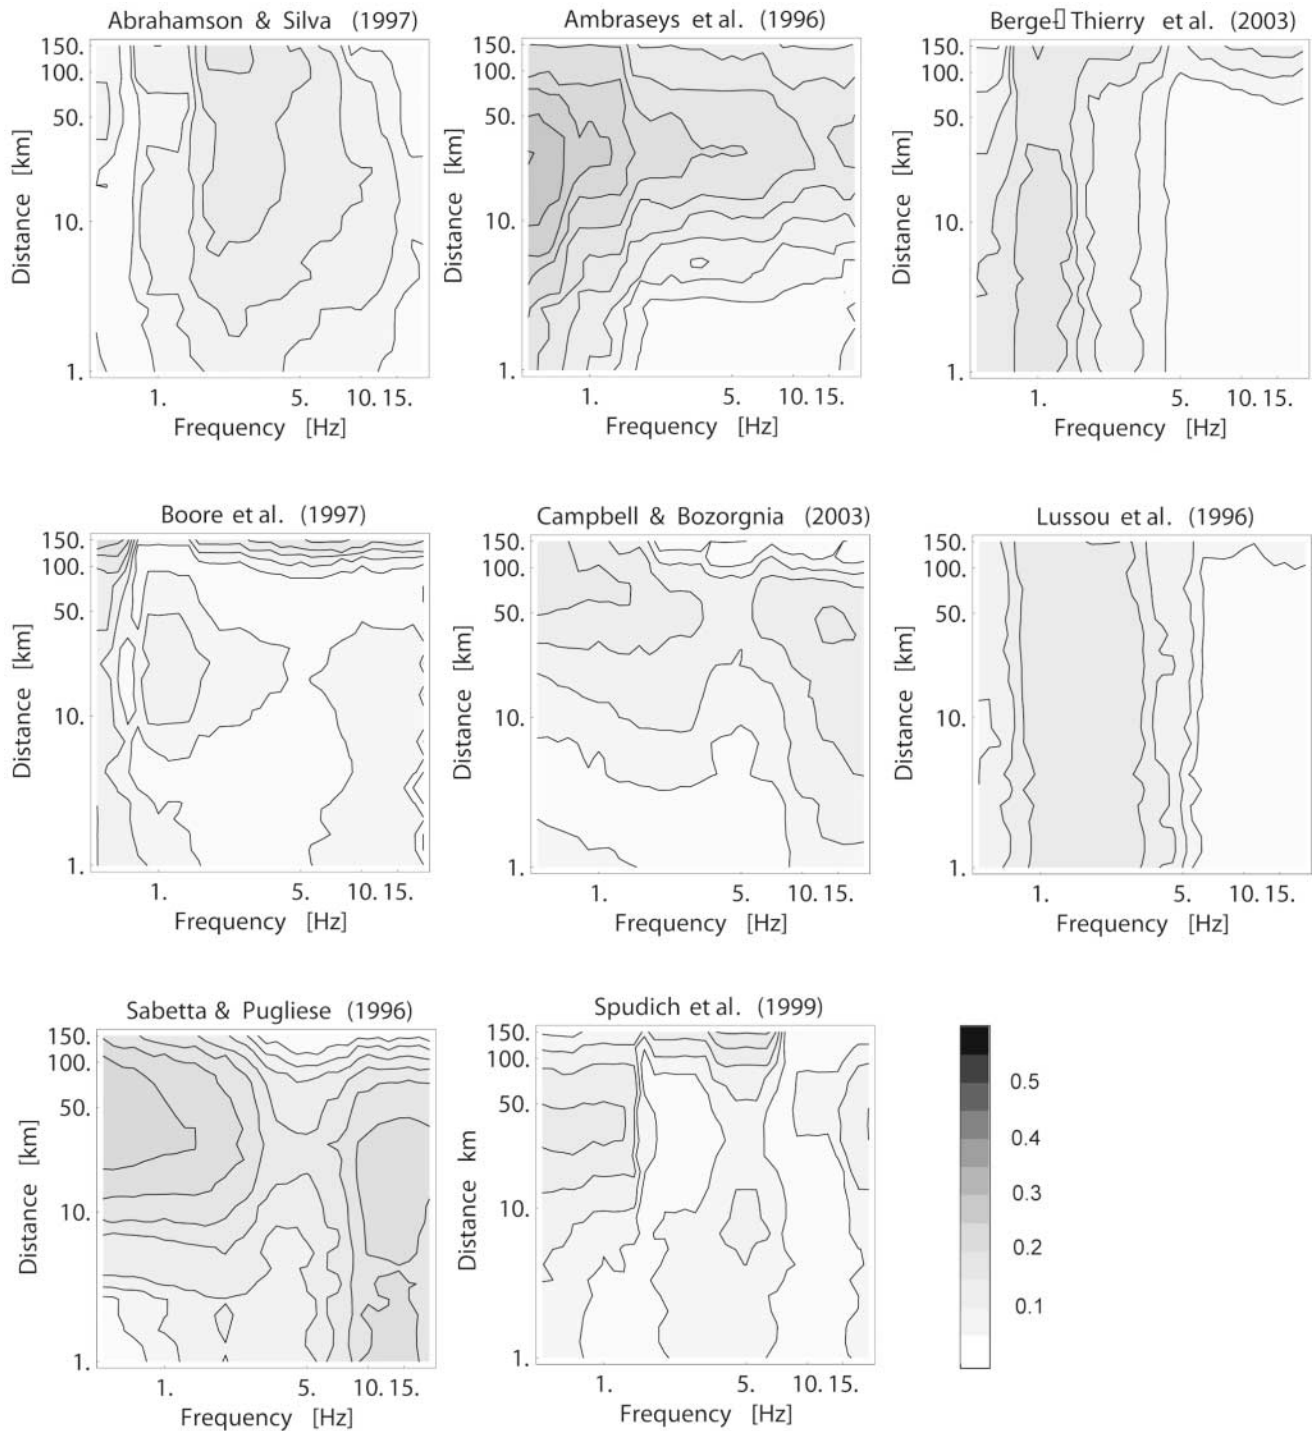 Abrahamson & Silva (1997)
150.
100.
50.
10.
1.
Distance [km]
1. 5. 10. 15.
Frequency [Hz]
Ambraseys et al. (1996)
150.
100.
50.
10.
1.
Distance [km]
1. 5. 10. 15.
Frequency [Hz]
Berge-▯ Thierry et al. (2003)
150.
100.
50.
10.
1.
Distance [km]
1. 5. 10. 15.
Frequency [Hz]
Boore et al. (1997)
150.
100.
50.
10.
1.
Distance [km]
1. 5. 10. 15.
Frequency [Hz]
Campbell & Bozorgnia (2003)
150.
100.
50.
10.
1.
Distance [km]
1. 5. 10. 15.
Frequency [Hz]
Lussou et al. (1996)
150.
100.
50.
10.
1.
Distance [km]
1. 5. 10. 15.
Frequency [Hz]
Sabetta & Pugliese (1996)
150.
100.
50.
10.
1.
Distance [km]
1. 5. 10. 15.
Frequency [Hz]
Spudich et al. (1999)
150.
100.
50.
10.
1.
Distance km
1. 5. 10. 15.
Frequency [Hz]
0.5
0.4
0.3
0.2
0.1